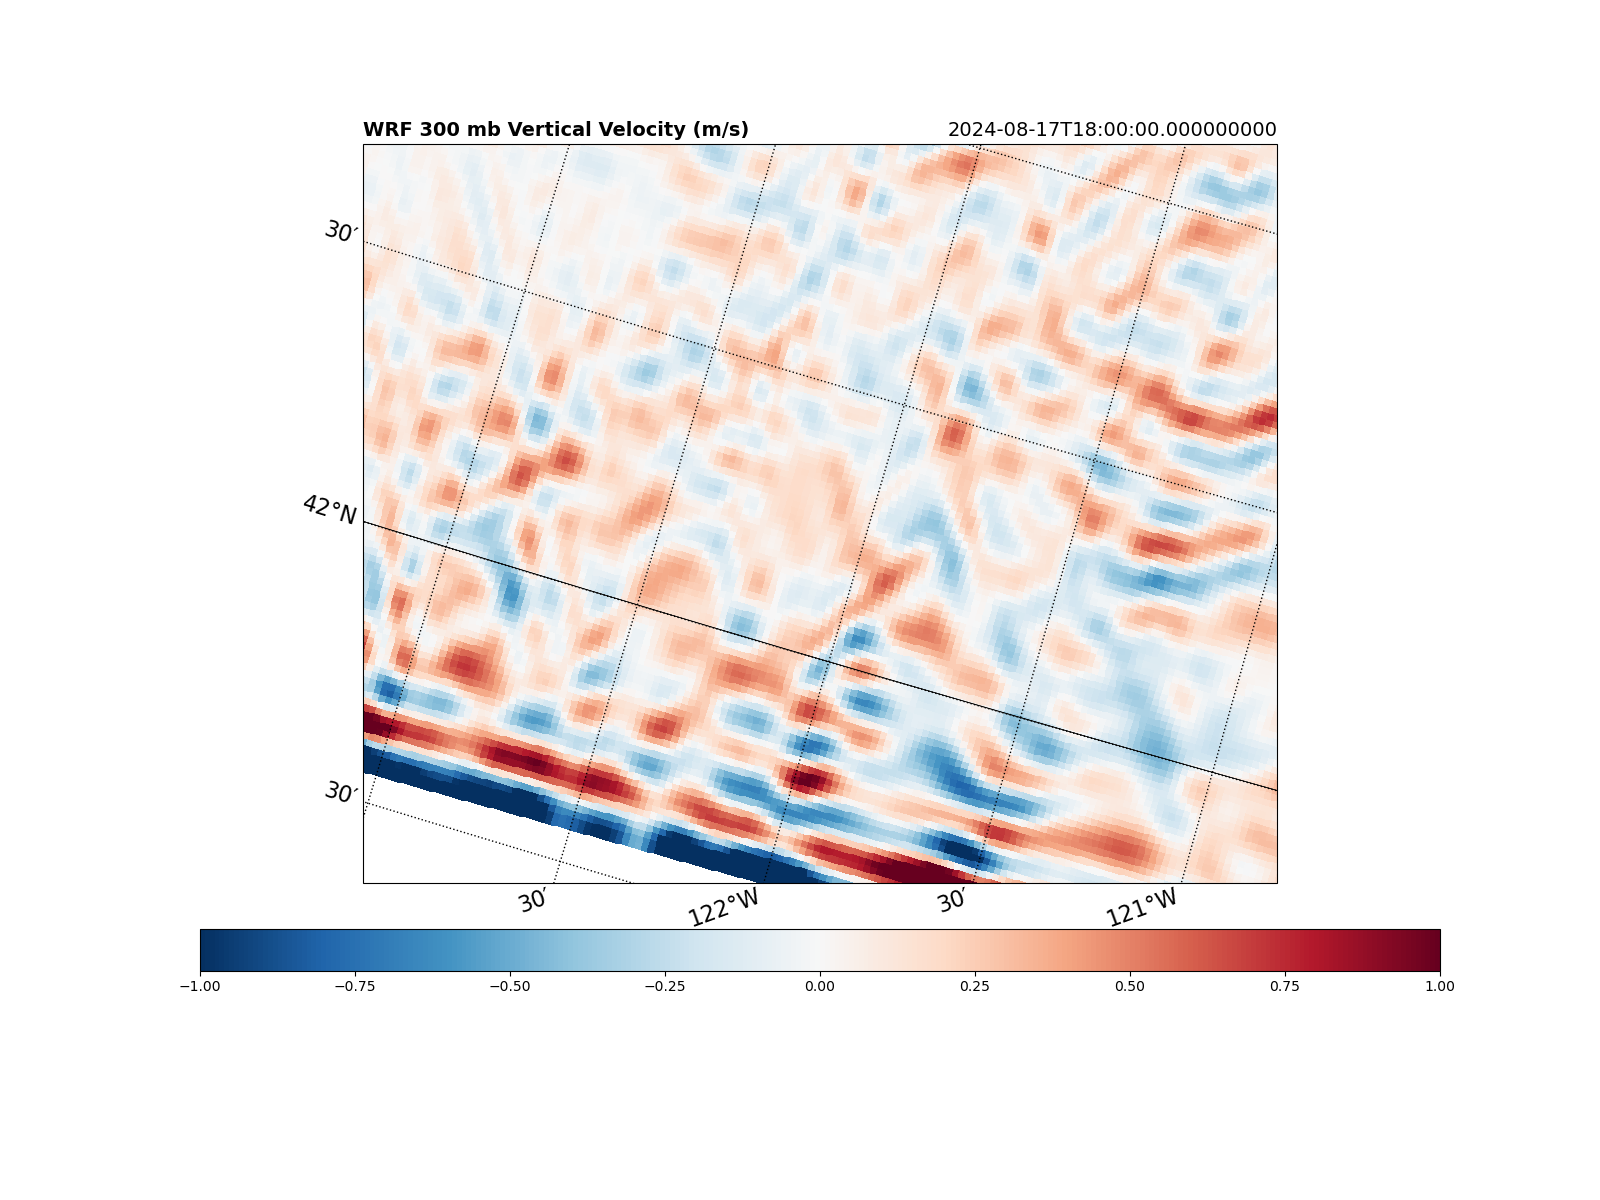 WRF 300 mb Vertical Velocity (m/s) 2024-08-17T18:00:00.000000000
30′
42°N
30′
30′ 122°W 30′ 121°W
−1.00 −0.75 −0.50 −0.25 0.00 0.25 0.50 0.75 1.00